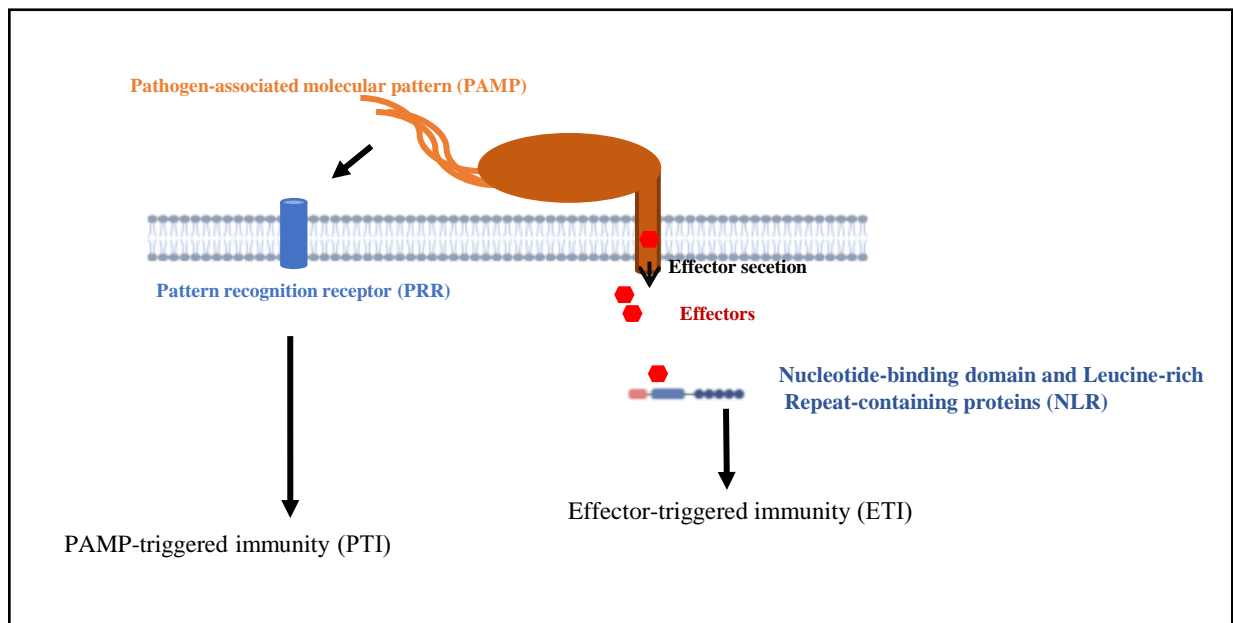 Pathogen-associated molecular pattern (PAMP)
Effector secetion
Pattern recognition receptor (PRR)
Effectors
Nucleotide-binding domain and Leucine-rich
Repeat-containing proteins (NLR)
Effector-triggered immunity (ETI)
PAMP-triggered immunity (PTI)